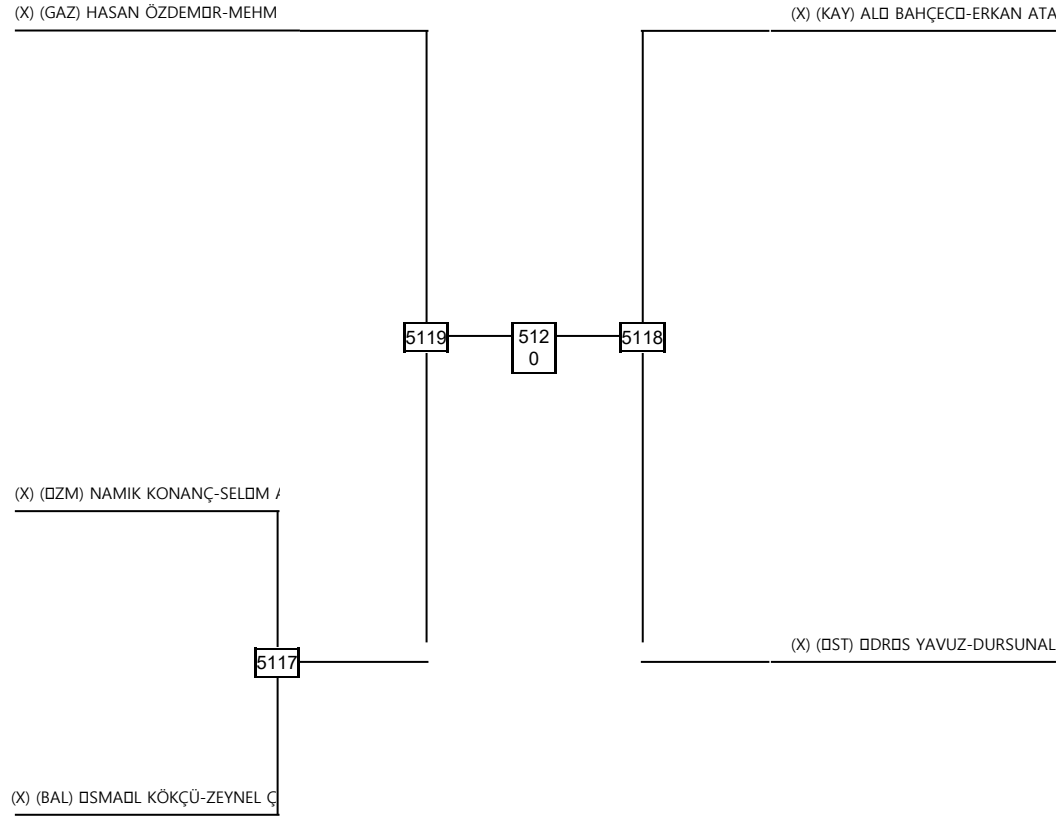 (X) (GAZ) HASAN ÖZDEM▯R-MEHM
(X) (KAY) AL▯ BAHÇEC▯-ERKAN ATA
5119
512
0
5118
(X) (▯ZM) NAMIK KONANÇ-SEL▯M
5117
(X) (▯ST) ▯DR▯S YAVUZ-DURSUNAL
(X) (BAL) ▯SMA▯L KÖKÇÜ-ZEYNEL Ç